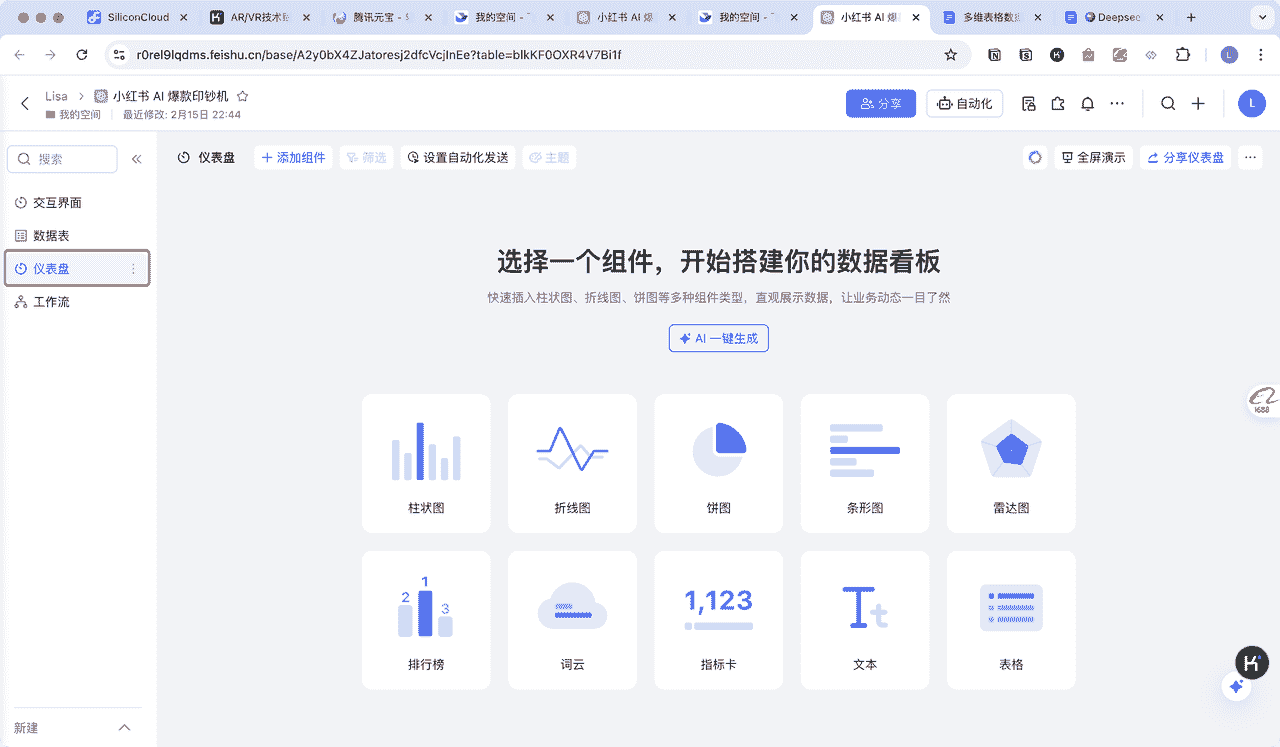 SiliconCloud
AR/VR技术
腾讯元宝 - S
我的空间 -
小红书 AI 爆
我的空间 -
小红书 AI 爆
多维表格数据
Deepsee
r0rel9lqdms.feishu.cn/base/A2y0bX4ZJatoresj2dfcVcjInEe?table=blkKF0OXR4V7Bi1f
L
Lisa
小红书 AI 爆款印钞机
我的空间
最近修改: 2月15日 22:44
分享
自动化
L
搜索
仪表盘
添加组件
筛选
设置自动化发送
主题
全屏演示
分享仪表盘
交互界面
数据表
仪表盘
工作流
选择一个组件，开始搭建你的数据看板
快速插入柱状图、折线图、饼图等多种组件类型，直观展示数据，让业务动态一目了然
AI 一键生成
柱状图
折线图
饼图
条形图
雷达图
1688
2
1
3
1,123
排行榜
词云
指标卡
文本
表格
新建